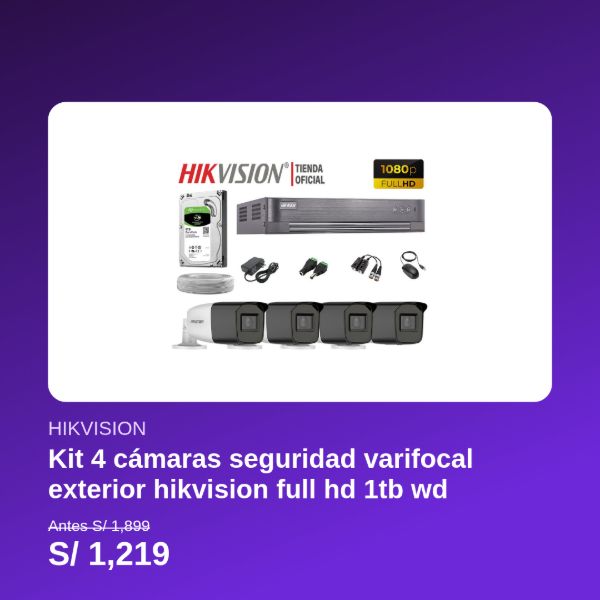 HIKVISION® TIENDA OFICIAL
1080p
FULLHD
HIKVISION
Kit 4 cámaras seguridad varifocal
exterior hikvision full hd 1tb wd
Antes S/ 1,899
S/ 1,219